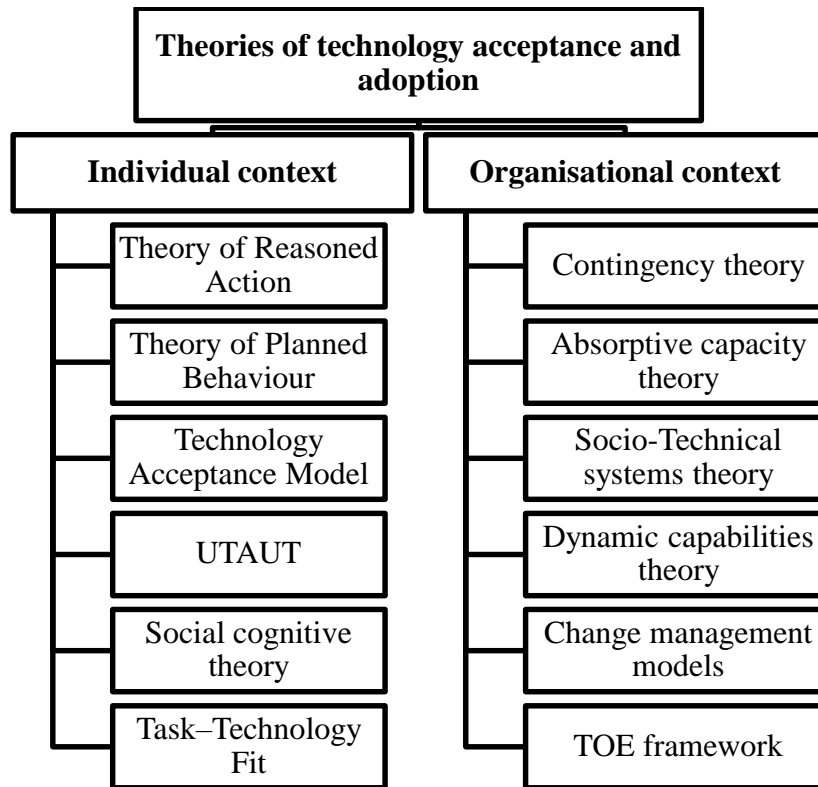 Theories of technology acceptance and
adoption
Individual context
Theory of Reasoned
Action
Theory of Planned
Behaviour
Technology
Acceptance Model
UTAUT
Social cognitive
theory
Task–Technology
Fit
Organisational context
Contingency theory
Absorptive capacity
theory
Socio-Technical
systems theory
Dynamic capabilities
theory
Change management
models
TOE framework